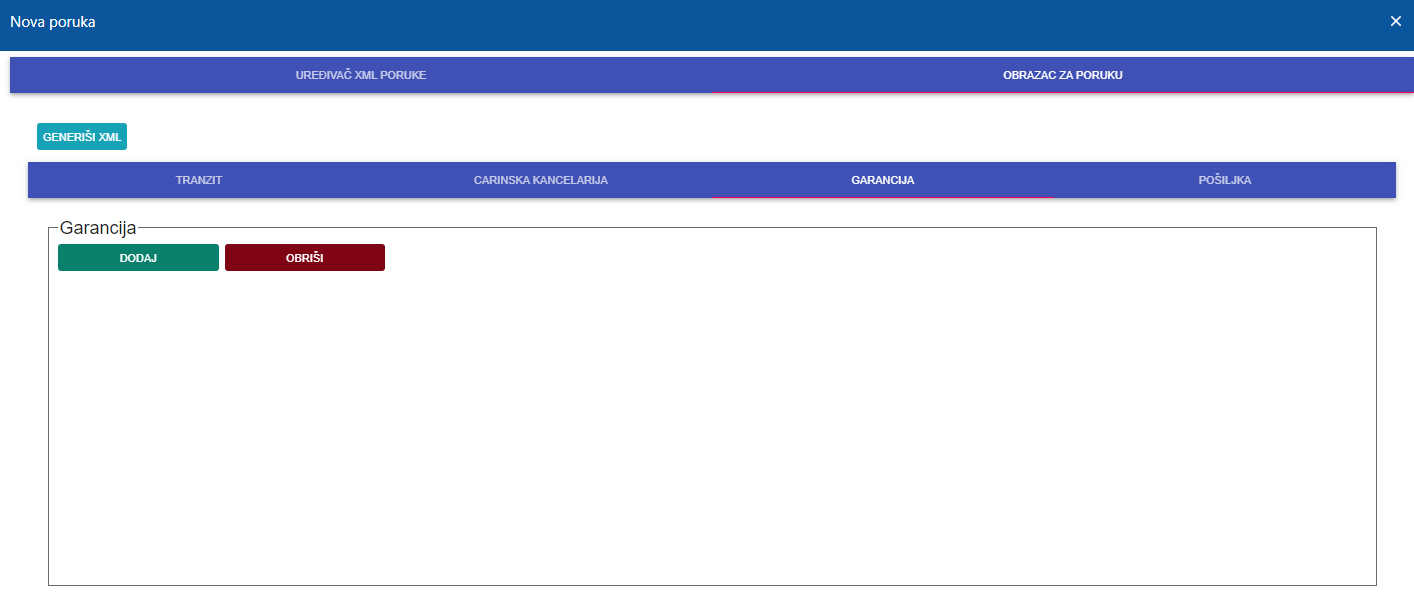 Nova poruka
UREĐIVAČ XML PORUKE
OBRAZAC ZA PORUKU
GENERIŠI XML
TRANZIT
CARINSKA KANCELARIJA
GARANCIJA
POŠILJKA
Garancija
DODAJ
OBRIŠI